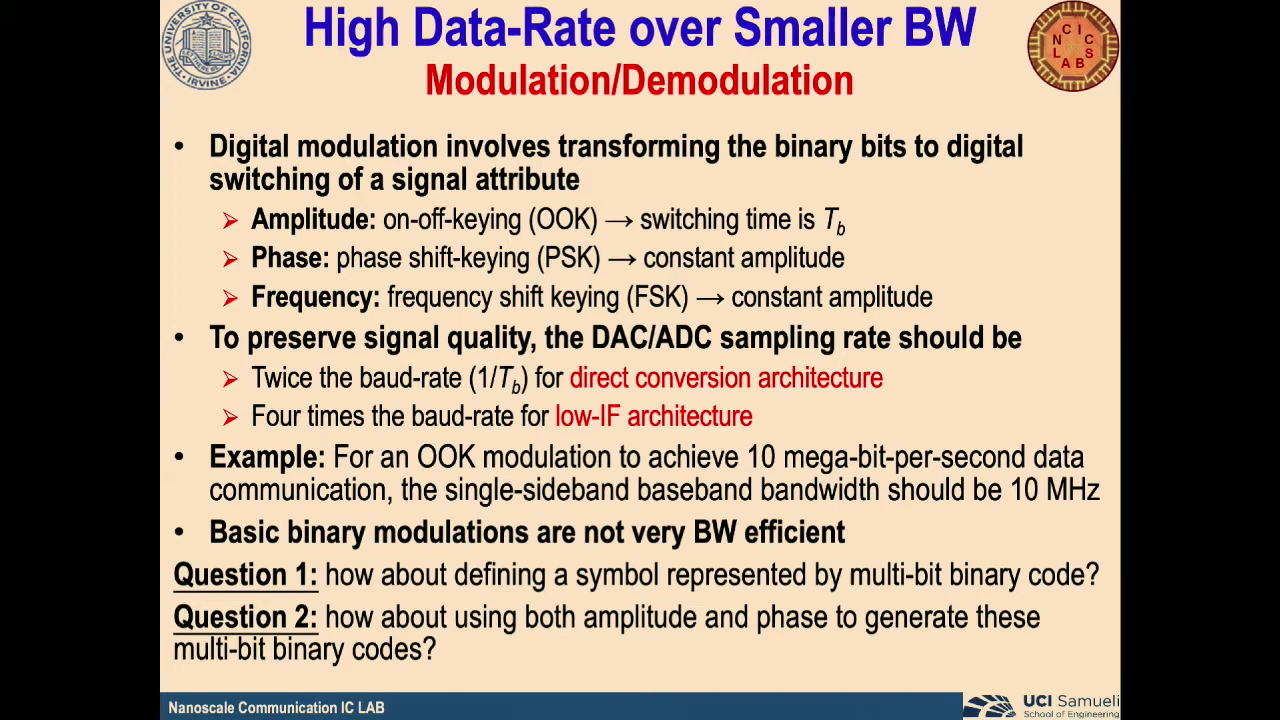 High Data-Rate over Smaller BW
Modulation/Demodulation
THE UNIVERSITY OF CALIFORNIA
IRVINE
NCIC
LABS
• Digital modulation involves transforming the binary bits to digital
switching of a signal attribute
➢ Amplitude: on-off-keying (OOK) → switching time is Tb
➢ Phase: phase shift-keying (PSK) → constant amplitude
➢ Frequency: frequency shift keying (FSK) → constant amplitude
• To preserve signal quality, the DAC/ADC sampling rate should be
➢ Twice the baud-rate (1/Tb) for direct conversion architecture
➢ Four times the baud-rate for low-IF architecture
• Example: For an OOK modulation to achieve 10 mega-bit-per-second data
communication, the single-sideband baseband bandwidth should be 10 MHz
• Basic binary modulations are not very BW efficient
Question 1: how about defining a symbol represented by multi-bit binary code?
Question 2: how about using both amplitude and phase to generate these
multi-bit binary codes?
Nanoscale Communication IC LAB
UCI Samueli
School of Engineering